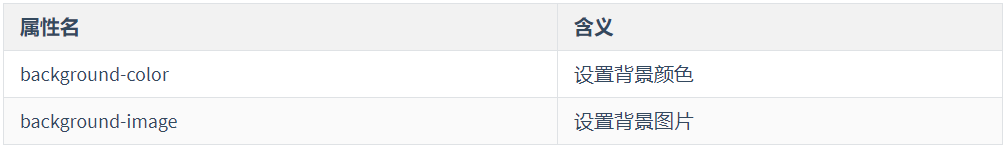 属性名 含义
background-color 设置背景颜色
background-image 设置背景图片